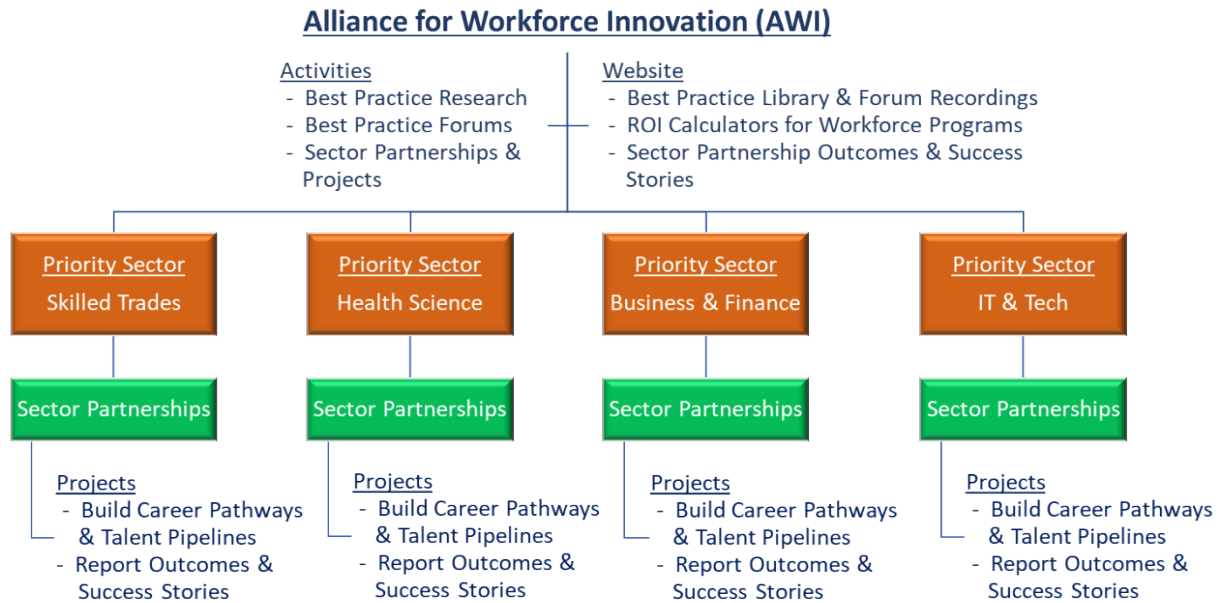 Alliance for Workforce Innovation (AWI)
Activities
- Best Practice Research
- Best Practice Forums
- Sector Partnerships &
Projects
Website
- Best Practice Library & Forum Recordings
- ROI Calculators for Workforce Programs
- Sector Partnership Outcomes & Success
Stories
Priority Sector
Skilled Trades
Priority Sector
Health Science
Priority Sector
Business & Finance
Priority Sector
IT & Tech
Sector Partnerships
Sector Partnerships
Sector Partnerships
Sector Partnerships
Projects
- Build Career Pathways
& Talent Pipelines
- Report Outcomes &
Success Stories
Projects
- Build Career Pathways
& Talent Pipelines
- Report Outcomes &
Success Stories
Projects
- Build Career Pathways
& Talent Pipelines
- Report Outcomes &
Success Stories
Projects
- Build Career Pathways
& Talent Pipelines
- Report Outcomes &
Success Stories